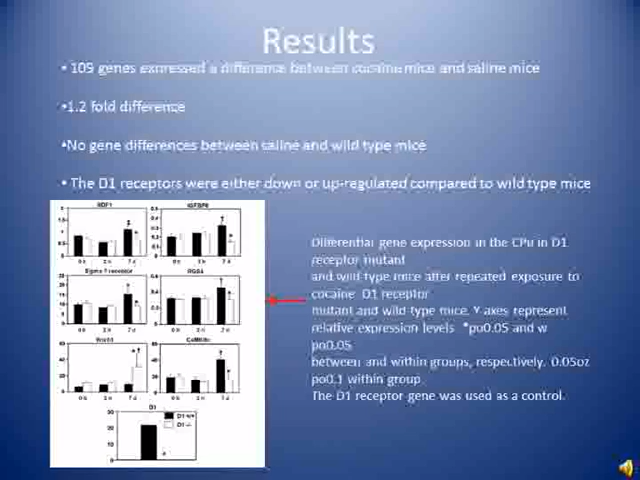 Results
• 109 genes expressed a difference between cocaine mice and saline mice
•1.2 fold difference
•No gene differences between saline and wild type mice
• The D1 receptors were either down or up-regulated compared to wild type mice
Differential gene expression in the CPu in D1
receptor mutant
and wild type mice after repeated exposure to
cocaine. D1 receptor
mutant and wild type mice. Y axes represent
relative expression levels. *po0.05 and w
po0.05
between and within groups, respectively. 0.05oz
po0.1 within group
The D1 receptor gene was used as a control.
IGFBP6
Sigma 1 receptor
RGS4
0 h 2 h 7 d
0 h 2 h 7 d
D1
D1 +/+
D1 -/-